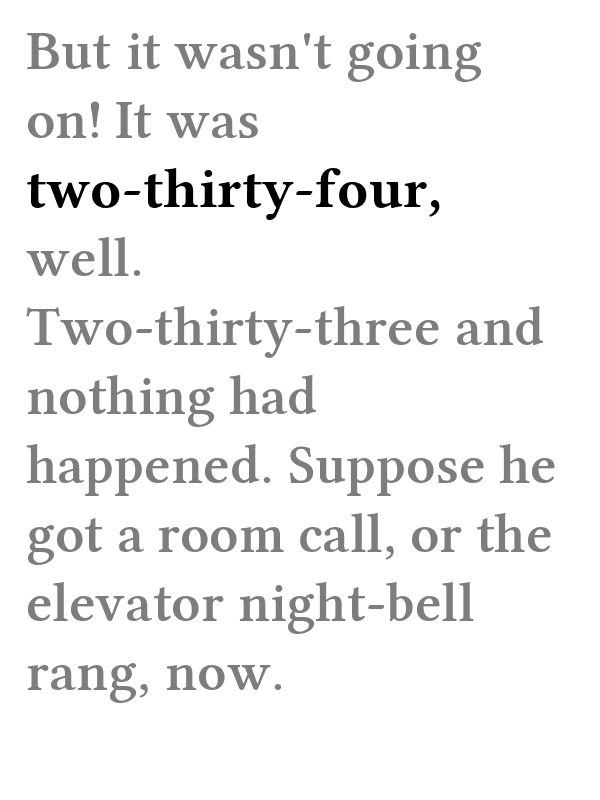 But it wasn't going
on! It was
two-thirty-four,
well.
Two-thirty-three and
nothing had
happened. Suppose he
got a room call, or the
elevator night-bell
rang, now.